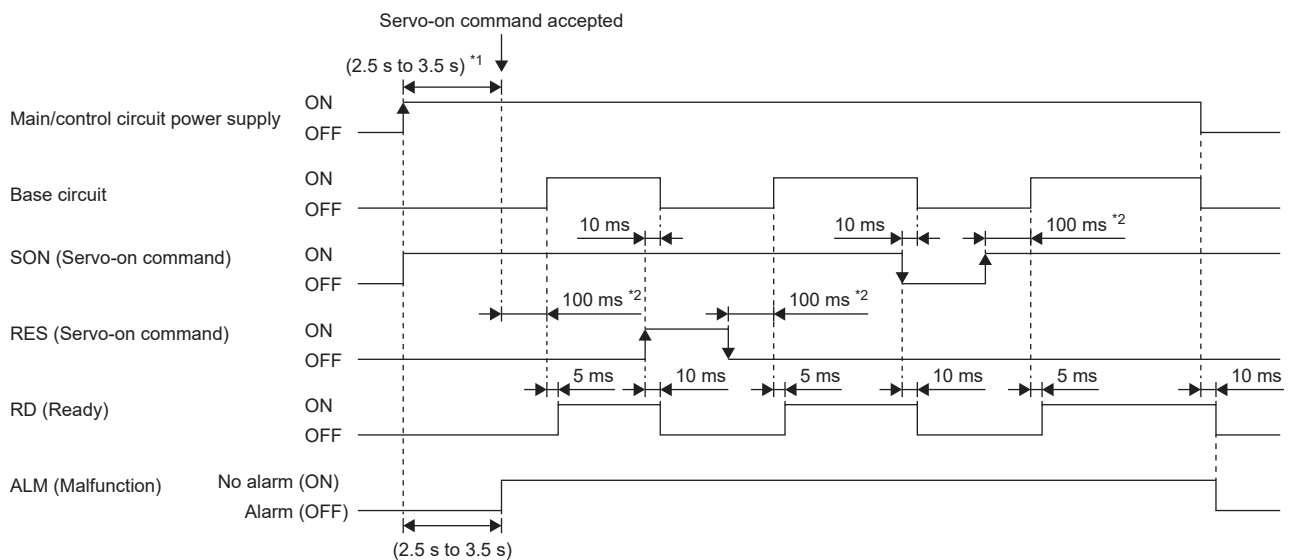 Servo-on command accepted
(2.5 s to 3.5 s) *1
Main/control circuit power supply
ON
OFF
Base circuit
ON
OFF
10 ms
10 ms
100 ms *2
SON (Servo-on command)
ON
OFF
100 ms *2
100 ms *2
RES (Servo-on command)
ON
OFF
5 ms
10 ms
5 ms
10 ms
5 ms
10 ms
RD (Ready)
ON
OFF
ALM (Malfunction)
No alarm (ON)
Alarm (OFF)
(2.5 s to 3.5 s)